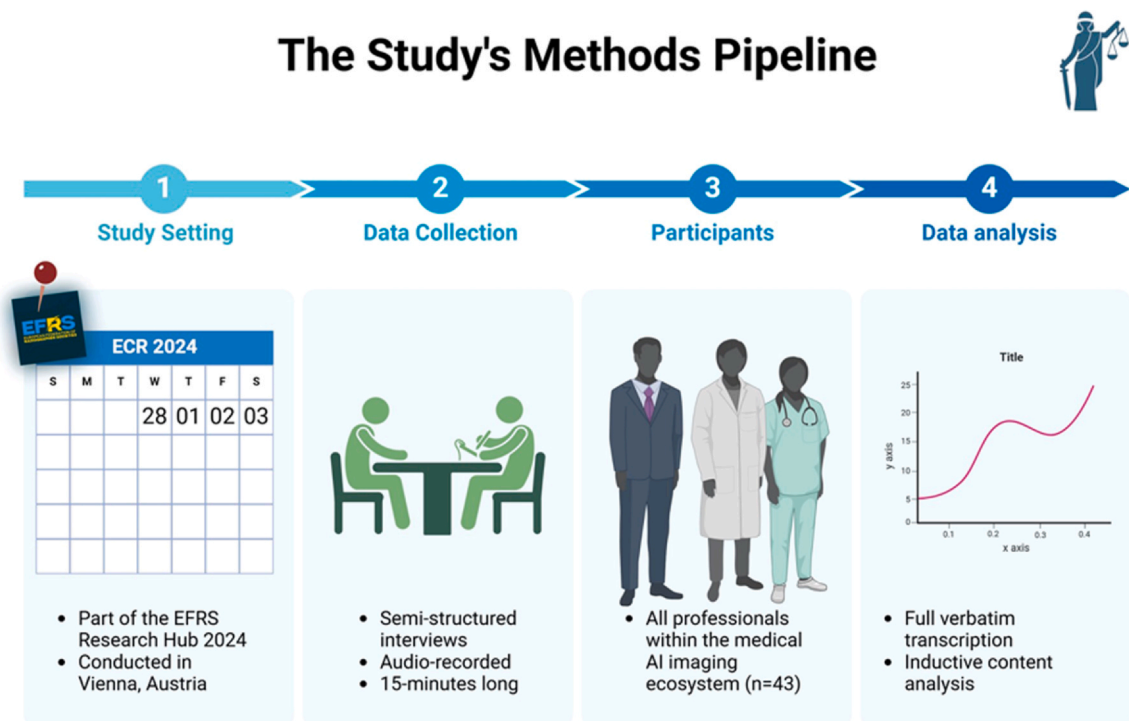 The Study's Methods Pipeline
1
2
3
4
Study Setting
Data Collection
Participants
Data analysis
EFRS
ECR 2024
S M T W T F S
28 01 02 03
• Part of the EFRS
Research Hub 2024
• Conducted in
Vienna, Austria
• Semi-structured
interviews
• Audio-recorded
• 15-minutes long
• All professionals
within the medical
AI imaging
ecosystem (n=43)
Title
y axis
25
20
15
10
5
0
0.1 0.2 0.3 0.4
x axis
• Full verbatim
transcription
• Inductive content
analysis